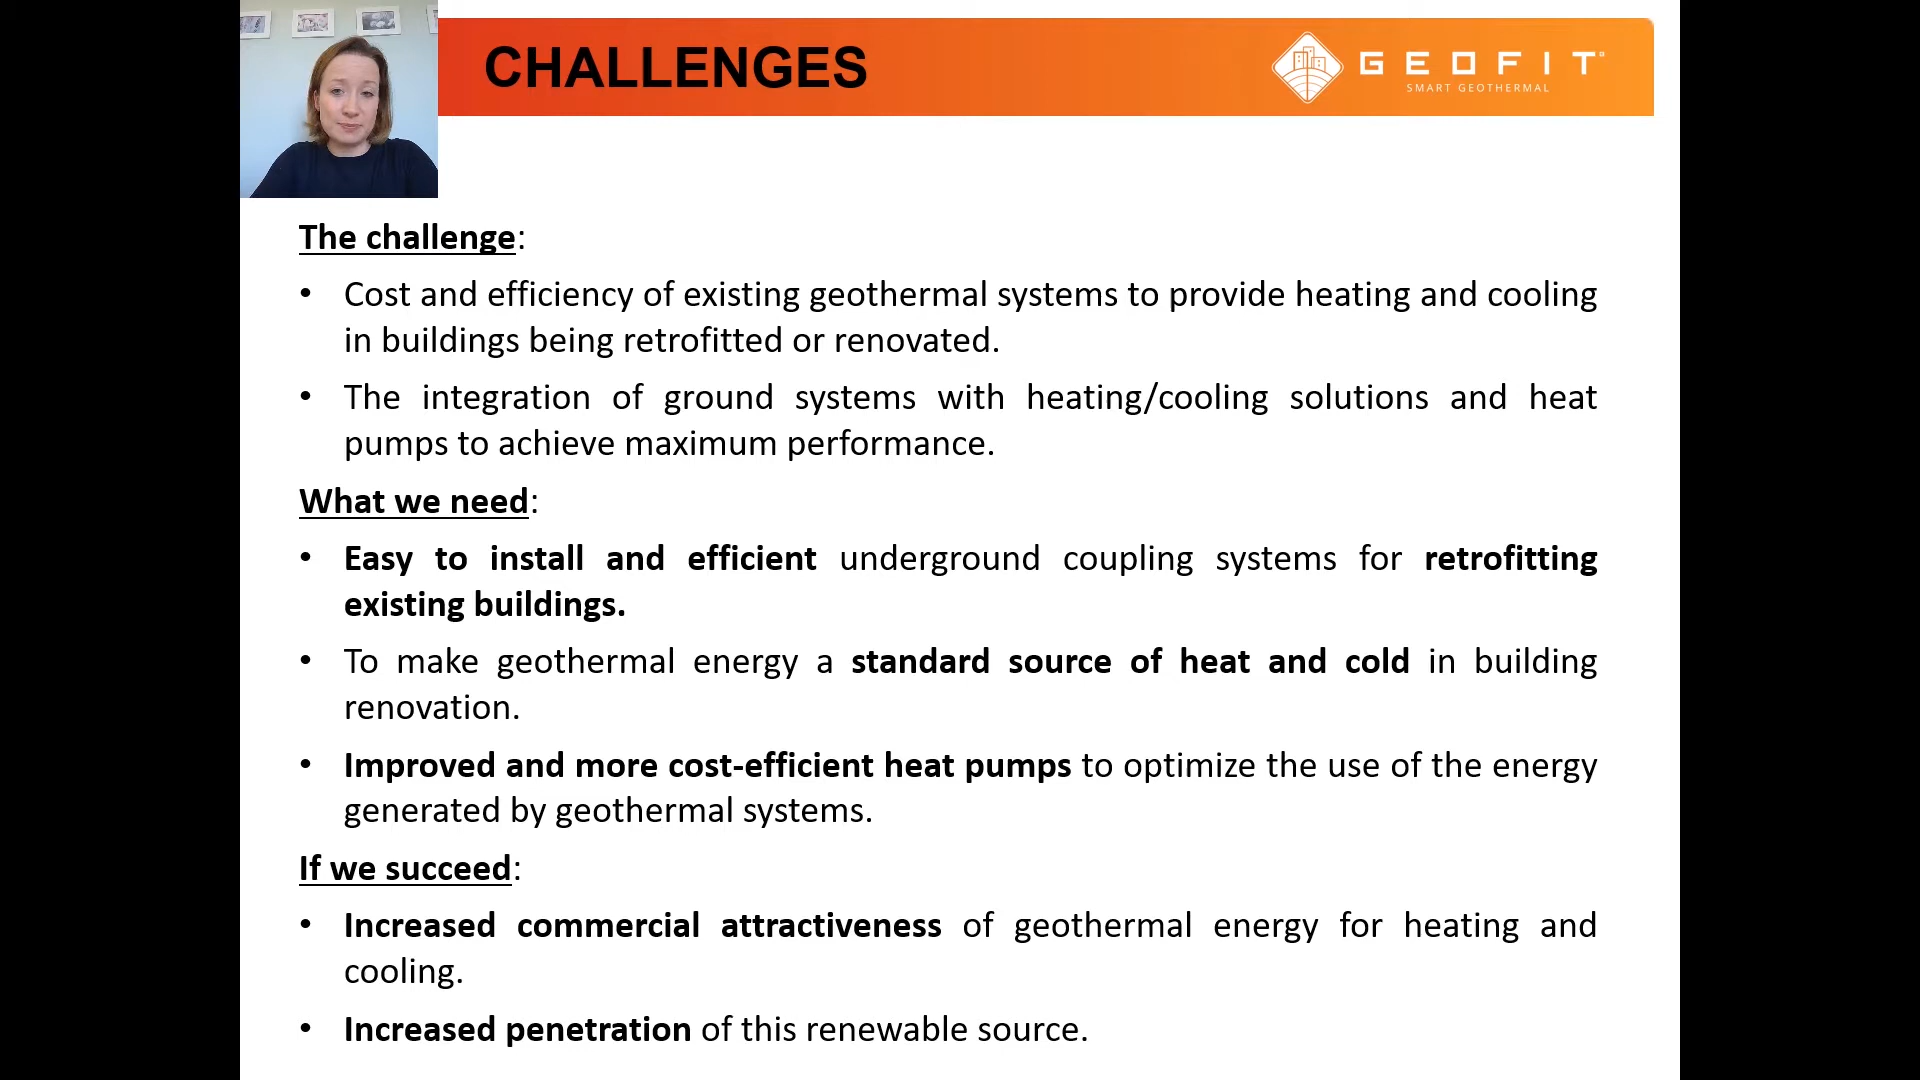 CHALLENGES
GEOFIT
SMART GEOTHERMAL
The challenge:
• Cost and efficiency of existing geothermal systems to provide heating and cooling
in buildings being retrofitted or renovated.
• The integration of ground systems with heating/cooling solutions and heat
pumps to achieve maximum performance.
What we need:
• Easy to install and efficient underground coupling systems for retrofitting
existing buildings.
• To make geothermal energy a standard source of heat and cold in building
renovation.
• Improved and more cost-efficient heat pumps to optimize the use of the energy
generated by geothermal systems.
If we succeed:
• Increased commercial attractiveness of geothermal energy for heating and
cooling.
• Increased penetration of this renewable source.